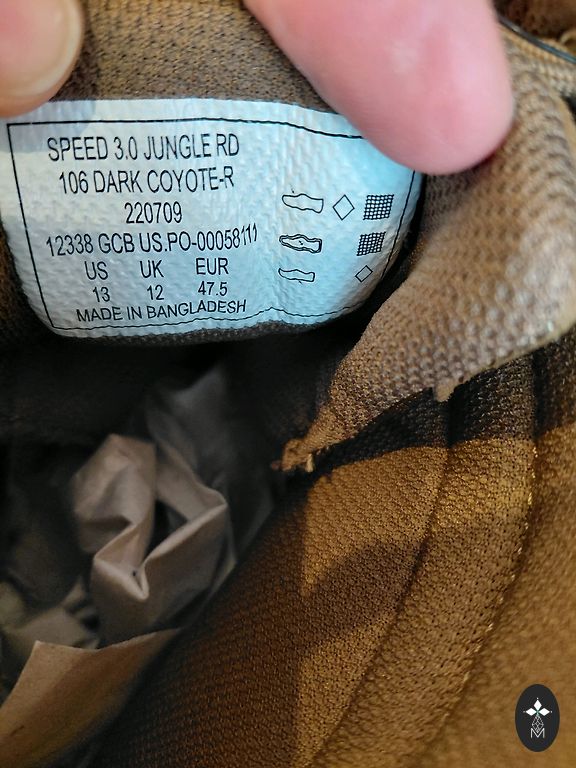 SPEED 3.0 JUNGLE RD
106 DARK COYOTE-R
220709
12338 GCB US.PO-00058111
US UK EUR
13 12 47.5
MADE IN BANGLADESH
M